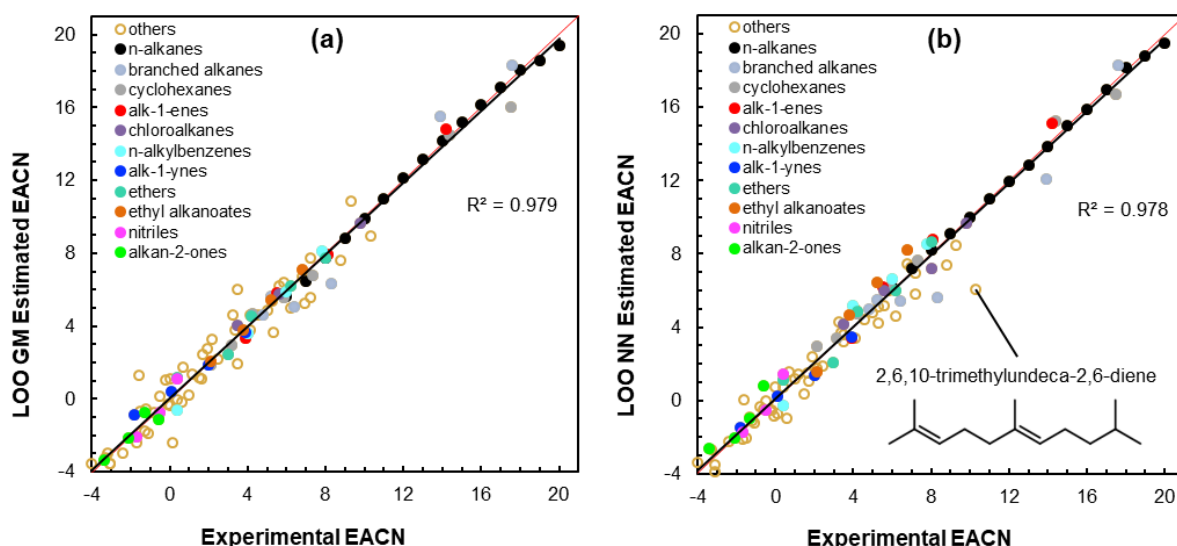 (a)
others
n-alkanes
branched alkanes
cyclohexanes
alk-1-enes
chloroalkanes
n-alkylbenzenes
alk-1-ynes
ethers
ethyl alkanoates
nitriles
alkan-2-ones
R² = 0.979
LOO GM Estimated EACN
20
16
12
8
4
0
-4
-4 0 4 8 12 16 20
Experimental EACN
(b)
others
n-alkanes
branched alkanes
cyclohexanes
alk-1-enes
chloroalkanes
n-alkylbenzenes
alk-1-ynes
ethers
ethyl alkanoates
nitriles
alkan-2-ones
R² = 0.978
2,6,10-trimethylundeca-2,6-diene
LOO NN Estimated EACN
20
16
12
8
4
0
-4
-4 0 4 8 12 16 20
Experimental EACN